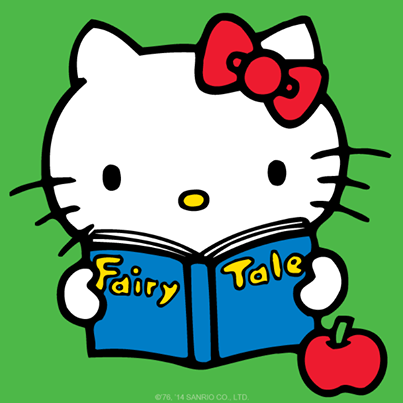 Fairy Tale
©76, '14 SANRIO CO., LTD.